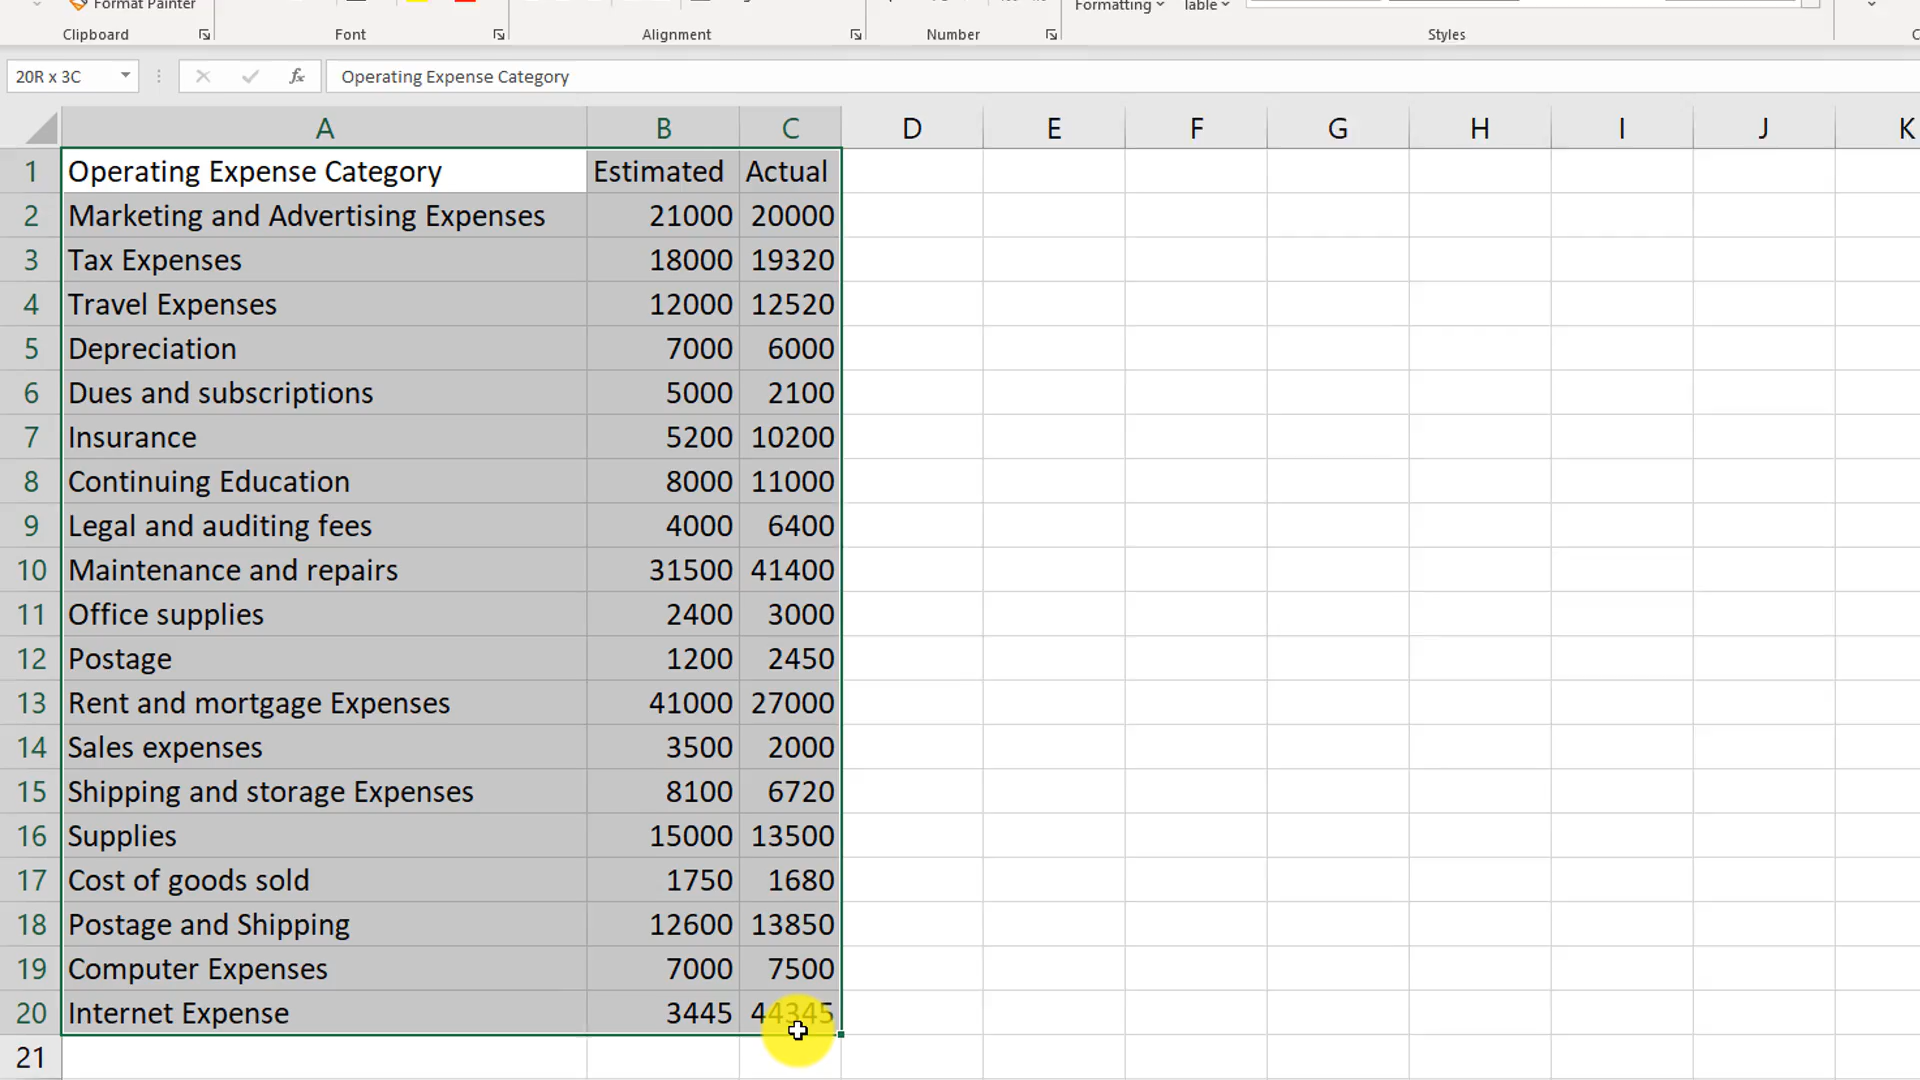 Format Painter
Formatting
Table
Clipboard
Font
Alignment
Number
Styles
20R x 3C
fx
Operating Expense Category
A B C D E F G H I J K
1 Operating Expense Category Estimated Actual
2 Marketing and Advertising Expenses 21000 20000
3 Tax Expenses 18000 19320
4 Travel Expenses 12000 12520
5 Depreciation 7000 6000
6 Dues and subscriptions 5000 2100
7 Insurance 5200 10200
8 Continuing Education 8000 11000
9 Legal and auditing fees 4000 6400
10 Maintenance and repairs 31500 41400
11 Office supplies 2400 3000
12 Postage 1200 2450
13 Rent and mortgage Expenses 41000 27000
14 Sales expenses 3500 2000
15 Shipping and storage Expenses 8100 6720
16 Supplies 15000 13500
17 Cost of goods sold 1750 1680
18 Postage and Shipping 12600 13850
19 Computer Expenses 7000 7500
20 Internet Expense 3445 44345
21